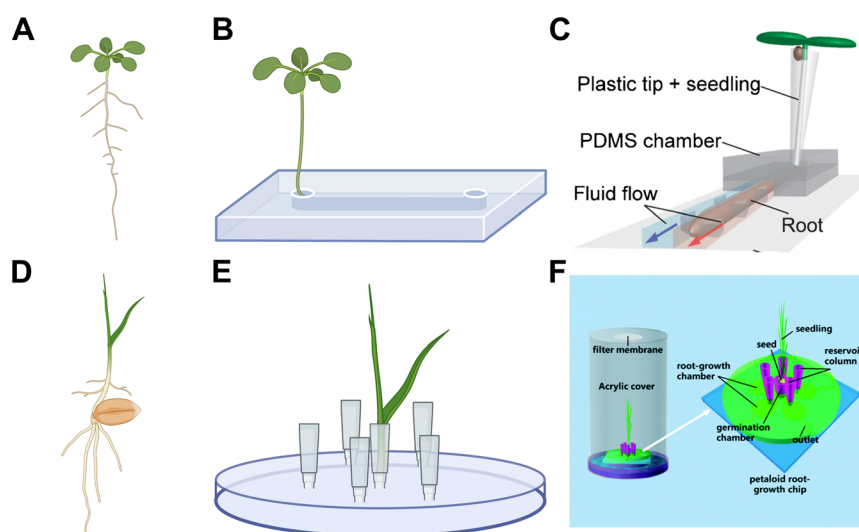 A
B
C
Plastic tip + seedling
PDMS chamber
Fluid flow
Root
D
E
F
seedling
filter membrane
seed
reservoi
column
root-growth
chamber
Acrylic cover
germination
chamber
outlet
petaloid root-
growth chip